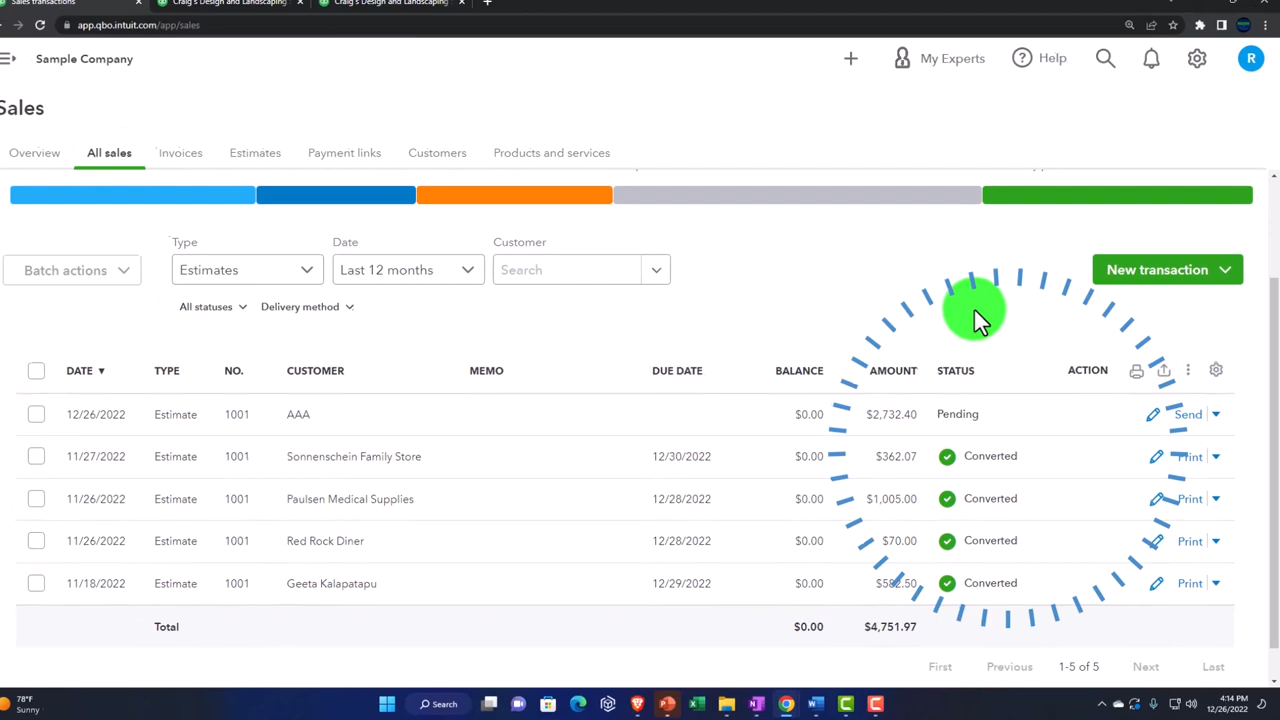 Sales transactions
Craig's Design and Landscaping
Craig's Design and Landscaping
app.qbo.intuit.com/app/sales
Sample Company
My Experts
Help
R
Sales
Overview
All sales
Invoices
Estimates
Payment links
Customers
Products and services
Type
Date
Customer
Batch actions
Estimates
Last 12 months
Search
New transaction
All statuses
Delivery method
DATE TYPE NO. CUSTOMER MEMO DUE DATE BALANCE AMOUNT STATUS ACTION
12/26/2022 Estimate 1001 AAA $0.00 $2,732.40 Pending Send
11/27/2022 Estimate 1001 Sonnenschein Family Store 12/30/2022 $0.00 $362.07 Converted Print
11/26/2022 Estimate 1001 Paulsen Medical Supplies 12/28/2022 $0.00 $1,005.00 Converted Print
11/26/2022 Estimate 1001 Red Rock Diner 12/28/2022 $0.00 $70.00 Converted Print
11/18/2022 Estimate 1001 Geeta Kalapatapu 12/29/2022 $0.00 $582.50 Converted Print
Total $0.00 $4,751.97
First Previous 1-5 of 5 Next Last
78°F
Sunny
Search
4:14 PM
12/26/2022